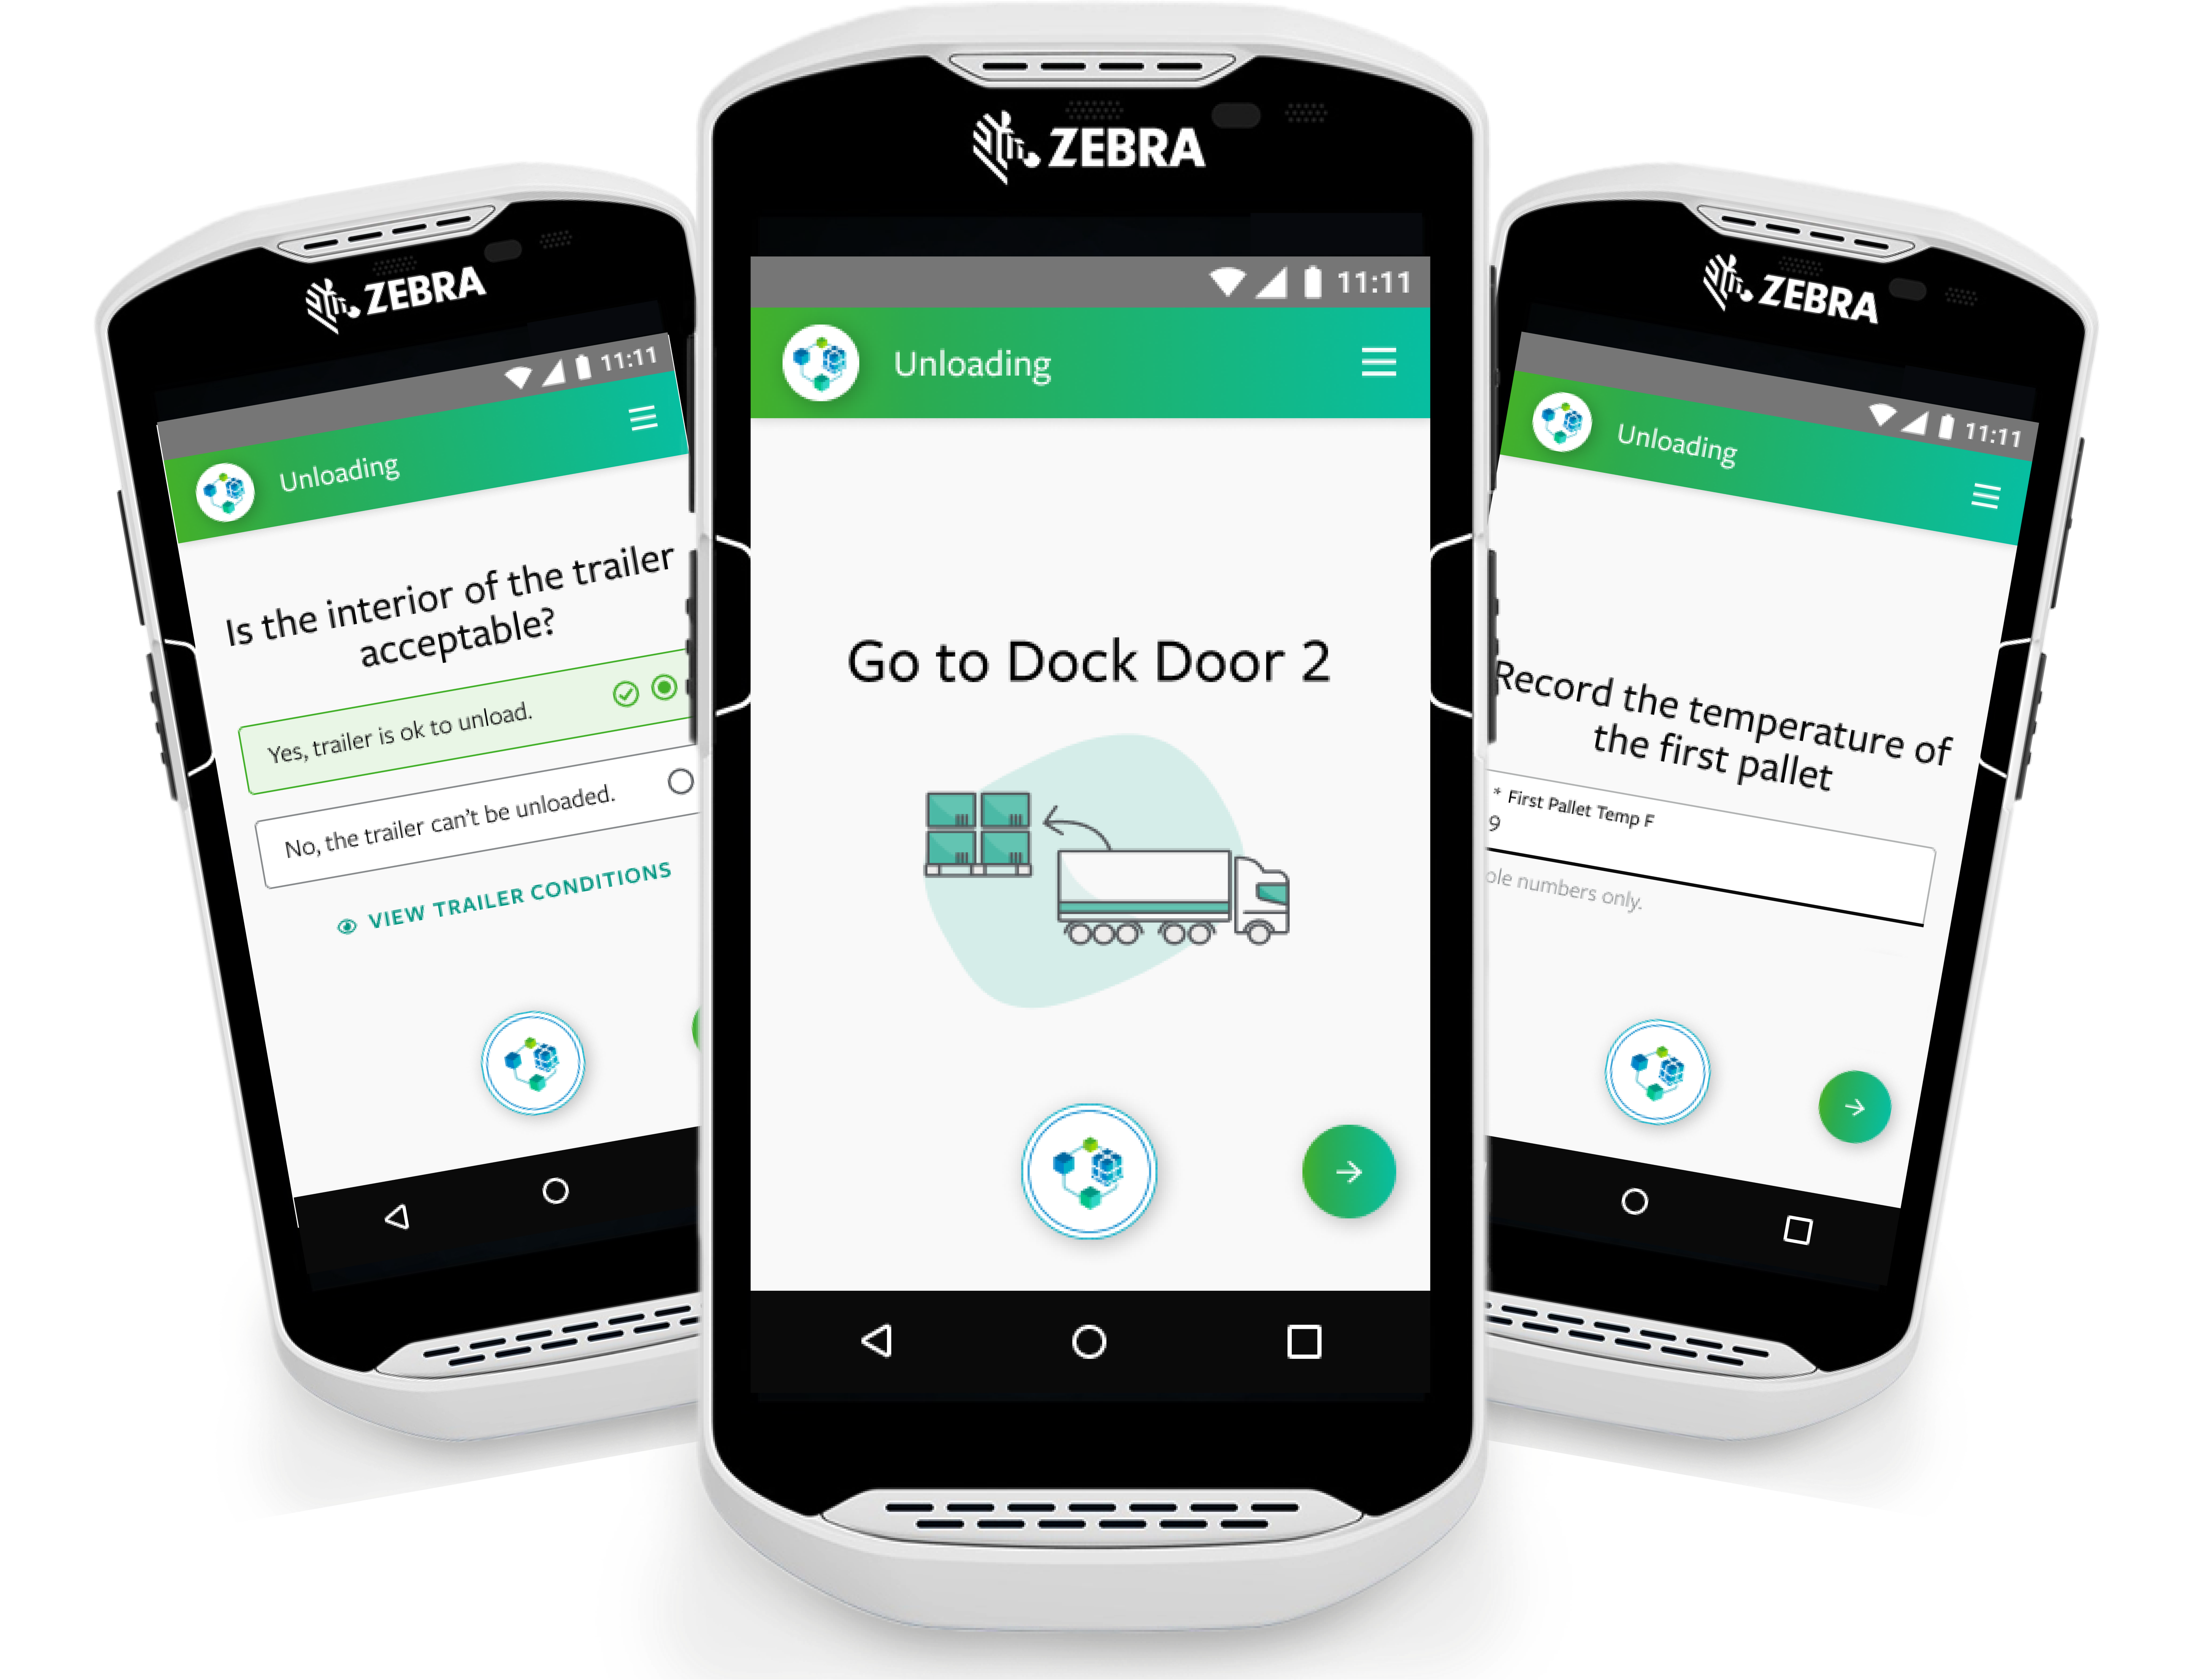 ZEBRA
11:11
Unloading
Is the interior of the trailer
acceptable?
Yes, trailer is ok to unload.
No, the trailer can't be unloaded.
VIEW TRAILER CONDITIONS
ZEBRA
11:11
Unloading
Go to Dock Door 2
ZEBRA
11:11
Unloading
Record the temperature of
the first pallet
* First Pallet Temp F
9
numbers only.